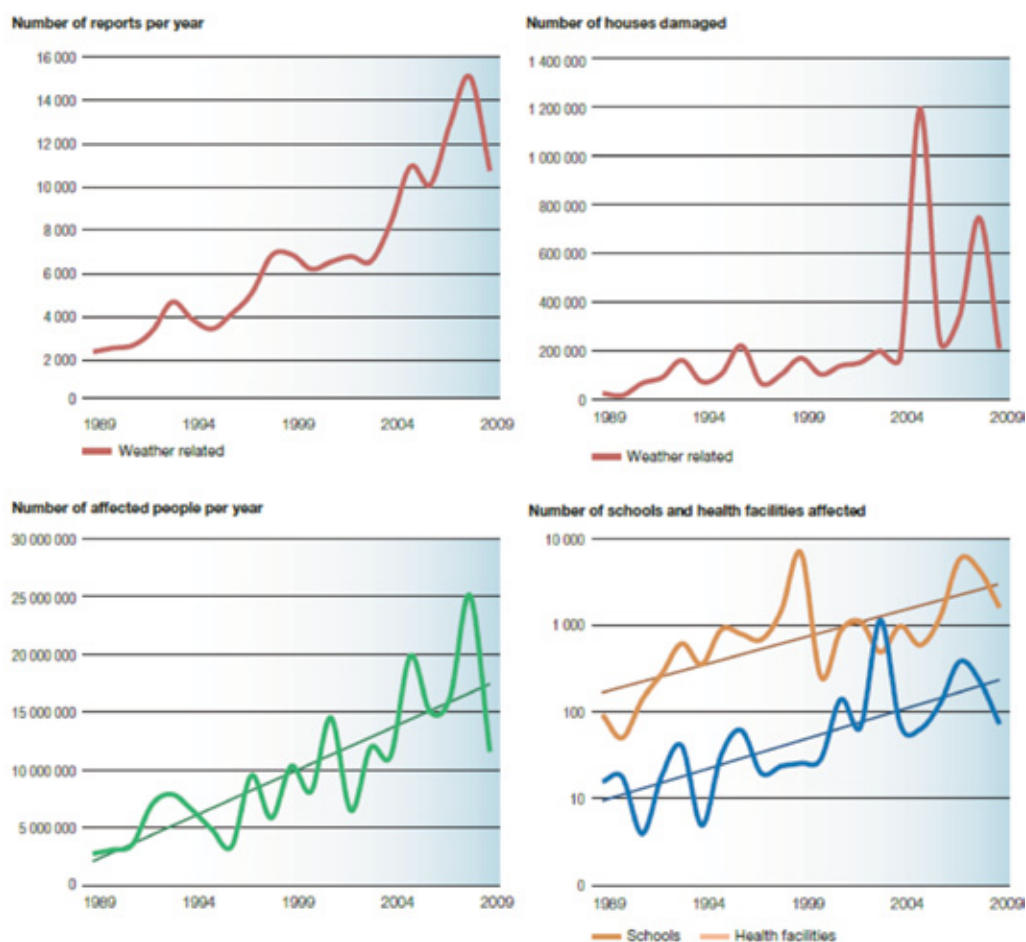 Number of reports per year
16 000
14 000
12 000
10 000
8 000
6 000
4 000
2 000
0
1989 1994 1999 2004 2009
Weather related
Number of houses damaged
1 400 000
1 200 000
1 000 000
800 000
600 000
400 000
200 000
0
1989 1994 1999 2004 2009
Weather related
Number of affected people per year
30 000 000
25 000 000
20 000 000
15 000 000
10 000 000
5 000 000
0
1989 1994 1999 2004 2009
Number of schools and health facilities affected
10 000
1 000
100
10
0
1989 1994 1999 2004 2009
Schools Health facilities